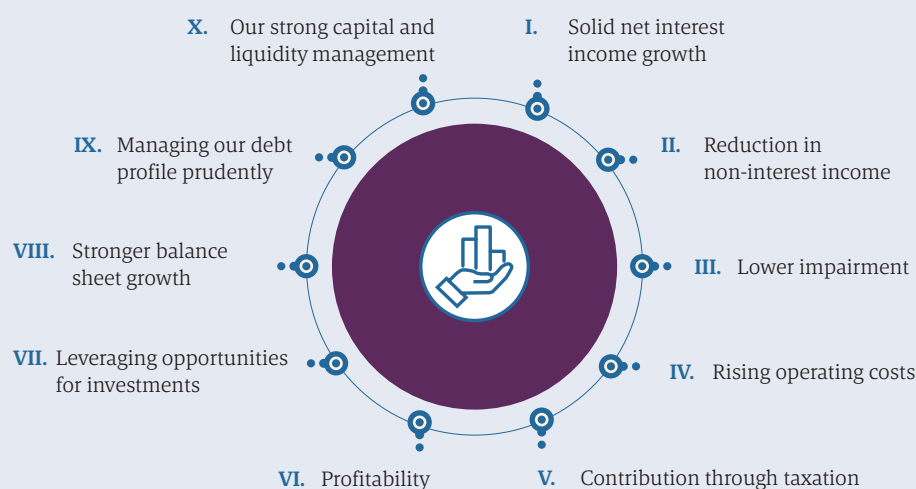 I. Solid net interest
income growth
II. Reduction in
non-interest income
III. Lower impairment
IV. Rising operating costs
V. Contribution through taxation
VI. Profitability
VII. Leveraging opportunities
for investments
VIII. Stronger balance
sheet growth
IX. Managing our debt
profile prudently
X. Our strong capital and
liquidity management